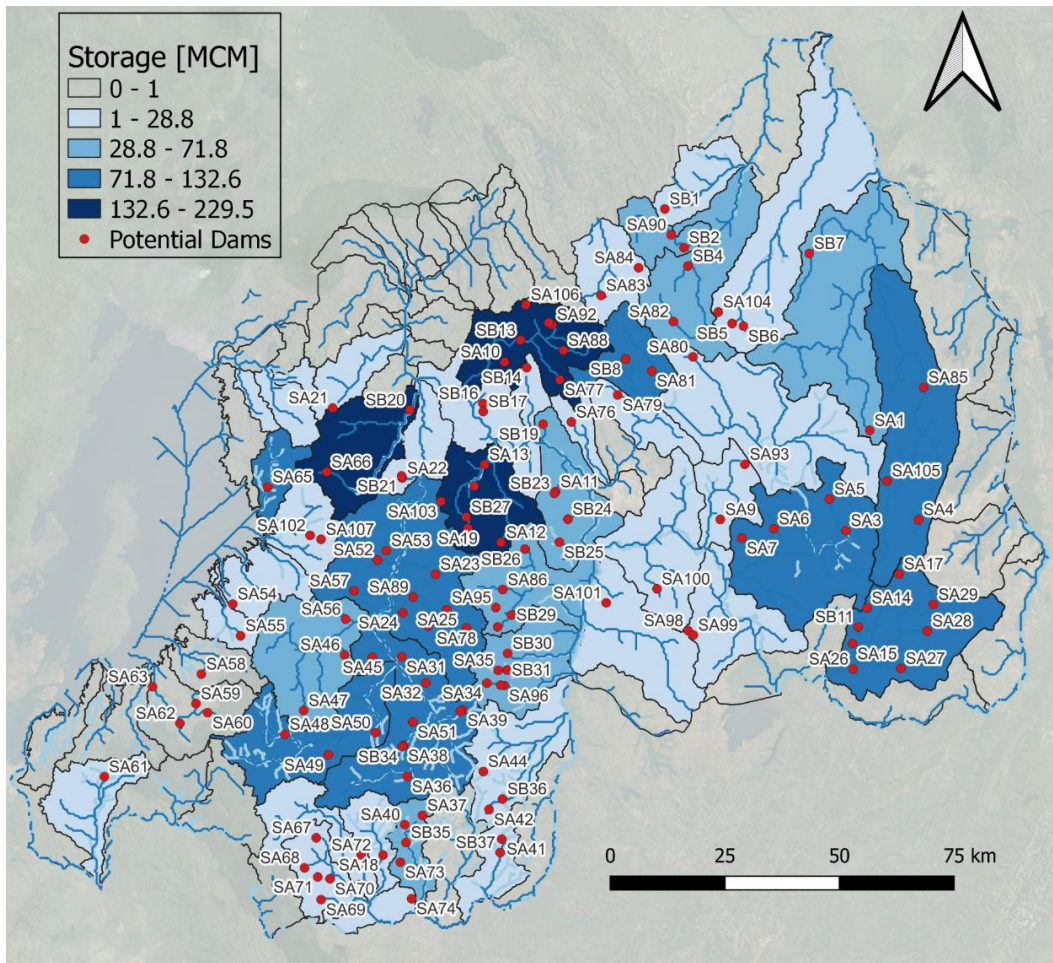 Storage [MCM]
0 - 1
1 - 28.8
28.8 - 71.8
71.8 - 132.6
132.6 - 229.5
Potential Dams
SB1
SA90
SB2
SB4
SB7
SA84
SA83
SA106
SA92
SA82
SA104
SB5
SB6
SB13
SA88
SA10
SB14
SB8
SA80
SA81
SA77
SA85
SA21
SB20
SB16
SB17
SA79
SA76
SB19
SA1
SA66
SA13
SA22
SB21
SA93
SA65
SB23
SA11
SA105
SA103
SB27
SA5
SB24
SA9
SA6
SA3
SA4
SA102
SA107
SA19
SA12
SB26
SB25
SA7
SA52
SA53
SA23
SA17
SA57
SA89
SA86
SA100
SA54
SA95
SA101
SA14
SA29
SA56
SA24
SA25
SB29
SB11
SA55
SA78
SA98
SA99
SA28
SA46
SA45
SA31
SA35
SB30
SA26
SA15
SA27
SA58
SB31
SA63
SA32
SA34
SA96
SA59
SA47
SA62
SA60
SA48
SA50
SA51
SA39
SB34
SA38
SA49
SA61
SA44
SA36
SB36
SA37
SA42
SA40
SA67
SB35
SB37
SA72
SA41
SA68
SA18
SA73
SA71
SA70
SA69
SA74
0
25
50
75 km